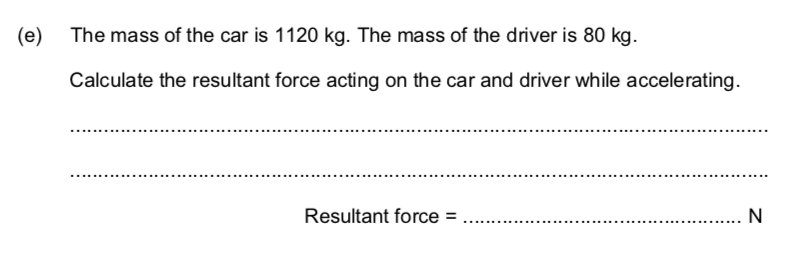 (e) The mass of the car is 1120 kg. The mass of the driver is 80 kg.
Calculate the resultant force acting on the car and driver while accelerating.
................................................................................................................................
................................................................................................................................
Resultant force = .................................................. N